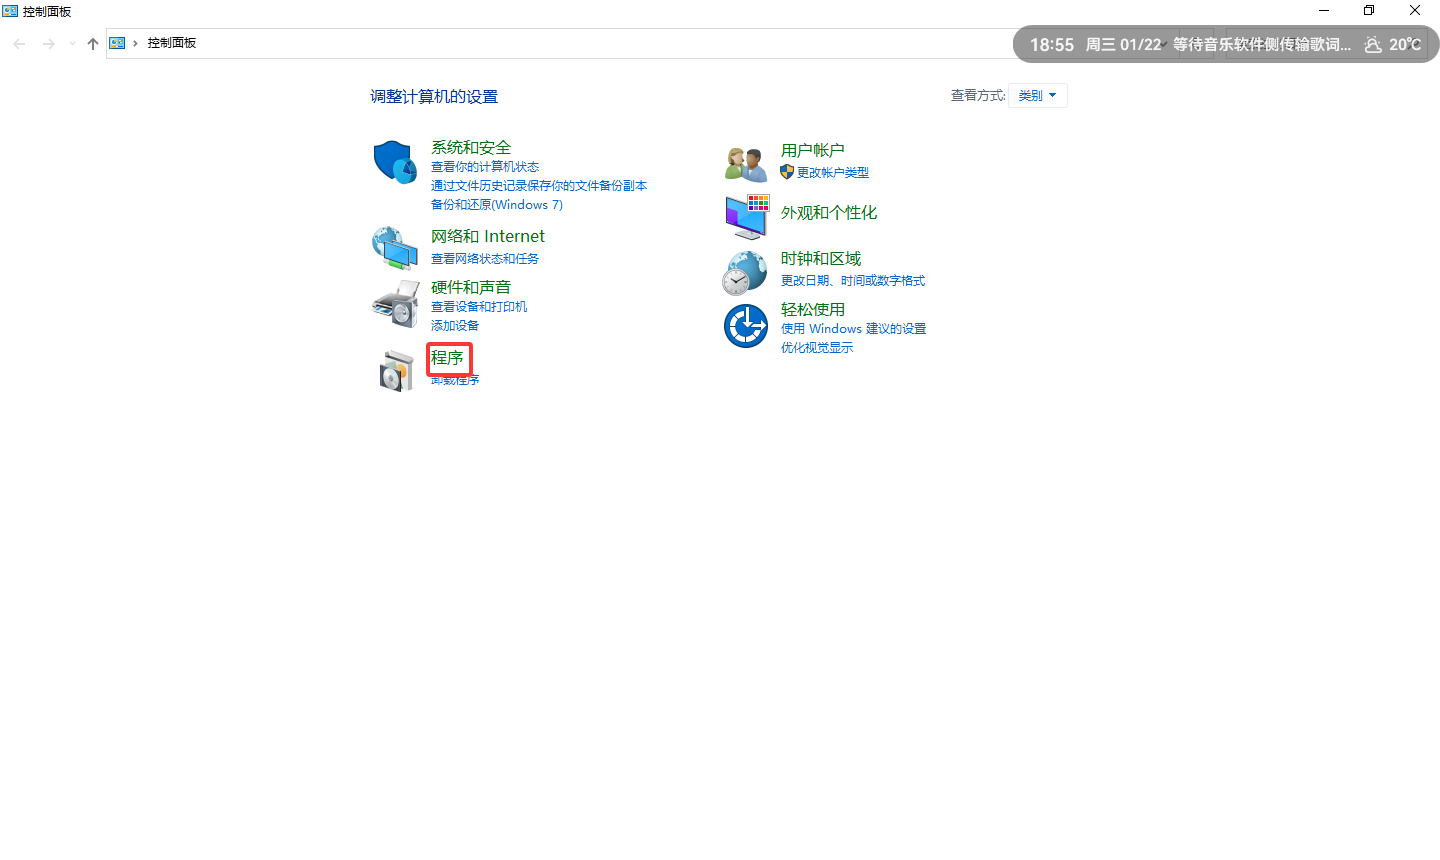 控制面板
控制面板
18:55 周三 01/22 等待音乐软件侧传输歌词... 20℃
调整计算机的设置
查看方式: 类别
系统和安全
查看你的计算机状态
通过文件历史记录保存你的文件备份副本
备份和还原(Windows 7)
网络和 Internet
查看网络状态和任务
硬件和声音
查看设备和打印机
添加设备
程序
卸载程序
用户帐户
更改帐户类型
外观和个性化
时钟和区域
更改日期、时间或数字格式
轻松使用
使用 Windows 建议的设置
优化视觉显示